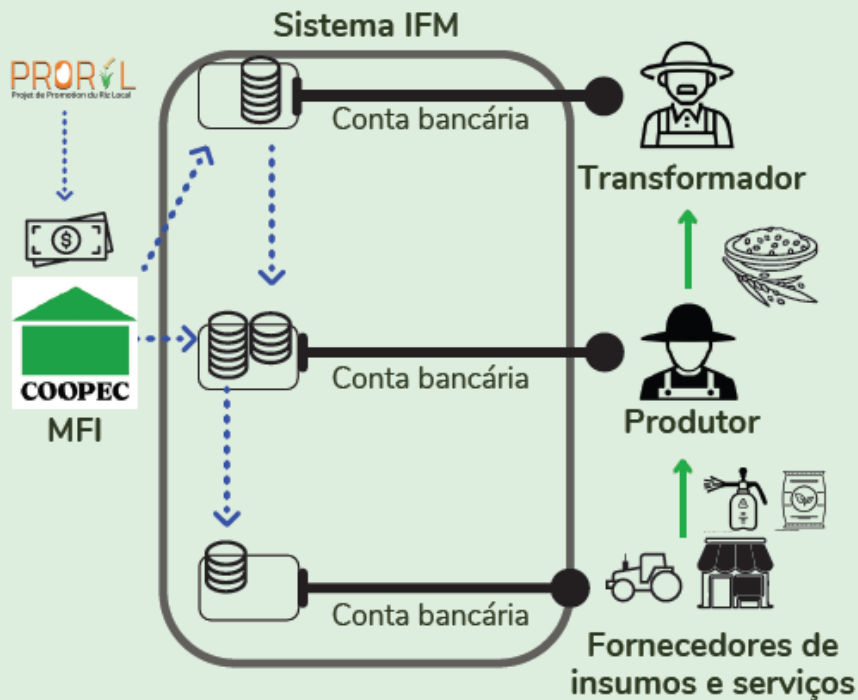 Sistema IFM
PRORIL
Projet de Promotion du Riz Local
Conta bancária
Transformador
COOPEC
MFI
Conta bancária
Produtor
Conta bancária
Fornecedores de
insumos e serviços